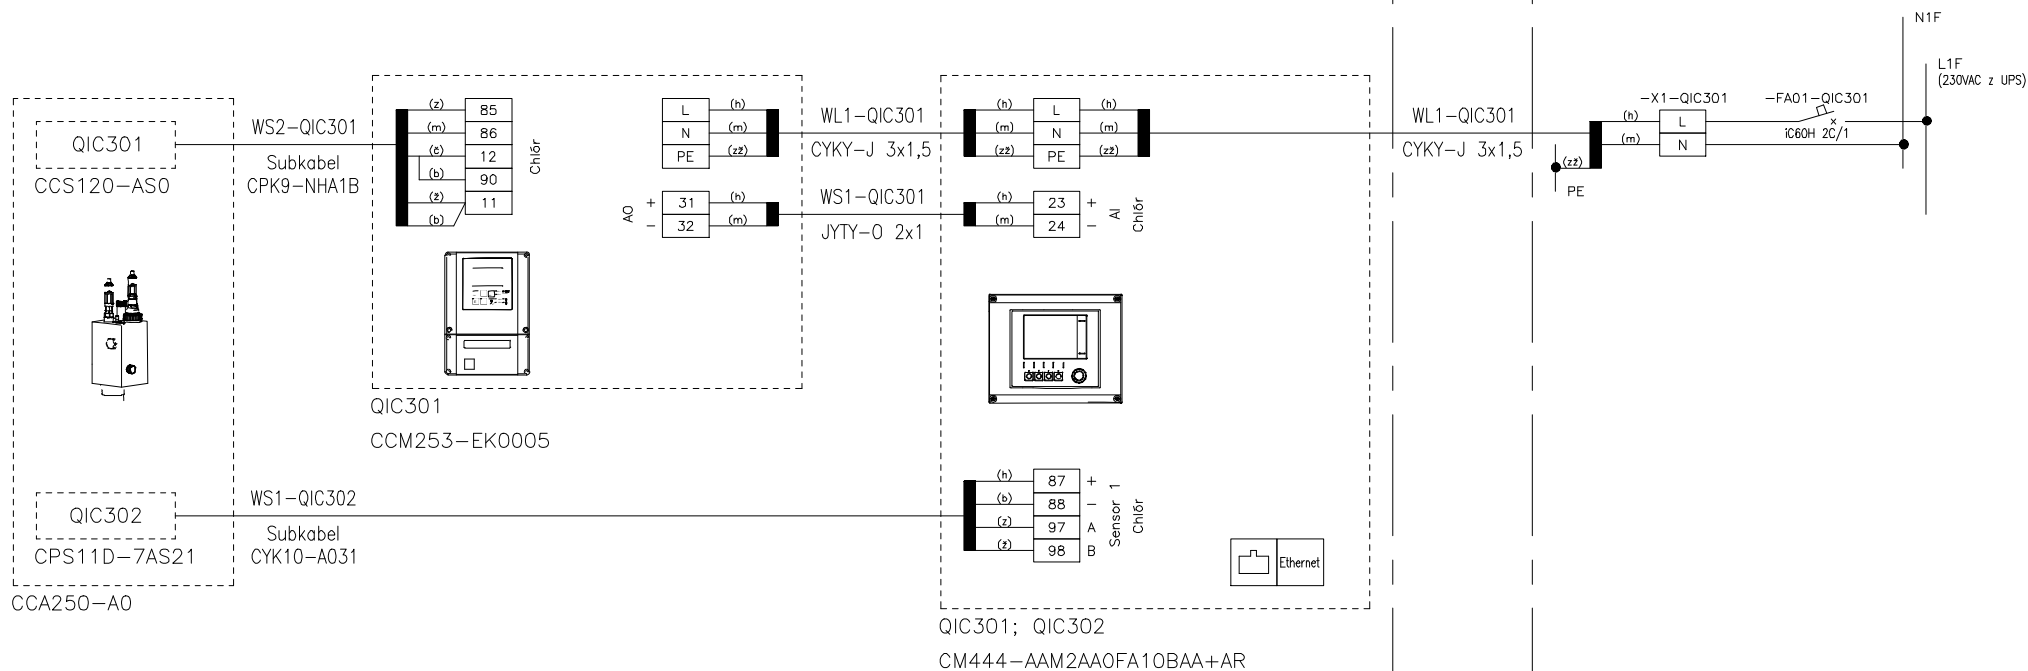 N1F
L1F
(230VAC z UPS)
QIC301
CCS120-AS0
WS2-QIC301
Subkabel
CPK9-NHA1B
(z) 85
(m) 86
(č) 12
(b) 90
(ž) 11
(b)
Chlór
L (h)
N (m)
PE (zž)
AO
+ 31 (h)
- 32 (m)
WL1-QIC301
CYKY-J 3x1,5
WS1-QIC301
JYTY-O 2x1
(h) L (h)
(m) N (m)
(zž) PE (zž)
(h) 23 +
(m) 24 -
AI
Chlór
WL1-QIC301
CYKY-J 3x1,5
-X1-QIC301
-FA01-QIC301
(h) L
(m) N
iC60H 2C/1
(zž)
PE
QIC301
CCM253-EK0005
QIC302
CPS11D-7AS21
WS1-QIC302
Subkabel
CYK10-A031
CCA250-A0
(h) 87 +
(b) 88 -
(z) 97 A
(ž) 98 B
Sensor 1
Chlór
Ethernet
QIC301; QIC302
CM444-AAM2AA0FA10BAA+AR